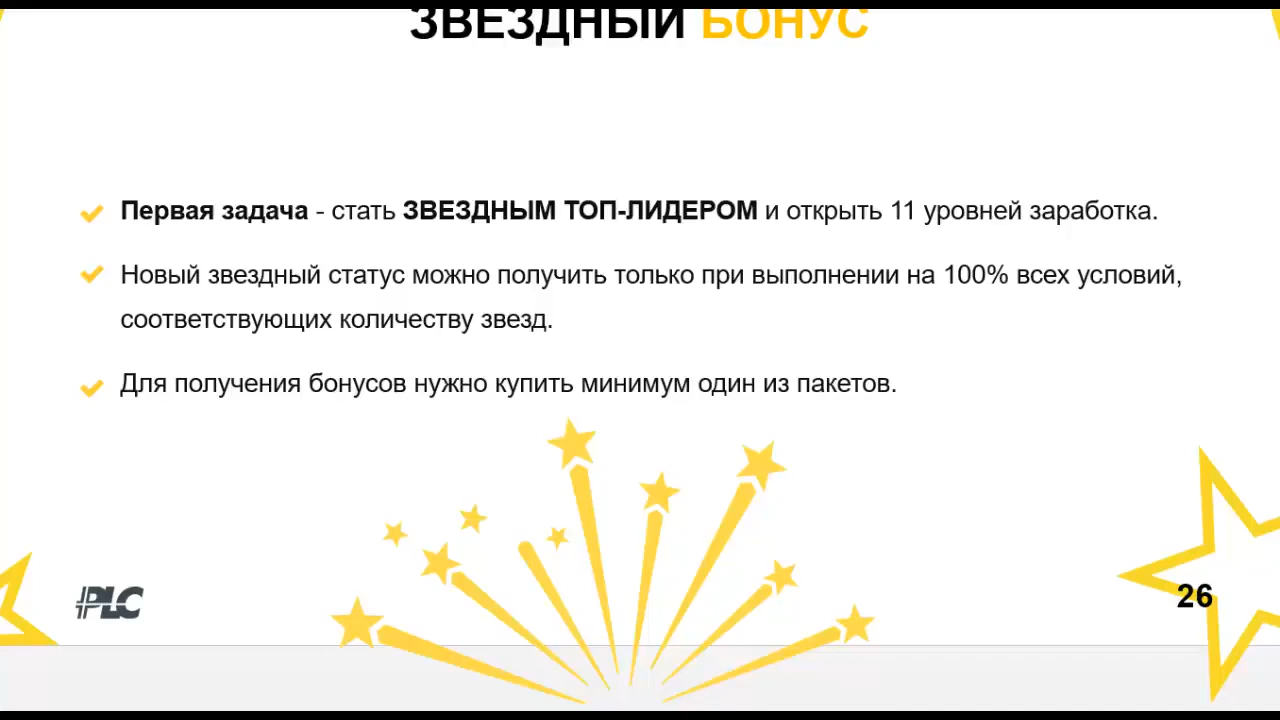 ЗВЕЗДНЫЙ БОНУС
Первая задача - стать ЗВЕЗДНЫМ ТОП-ЛИДЕРОМ и открыть 11 уровней заработка.
Новый звездный статус можно получить только при выполнении на 100% всех условий,
соответствующих количеству звезд.
Для получения бонусов нужно купить минимум один из пакетов.
PLC
26